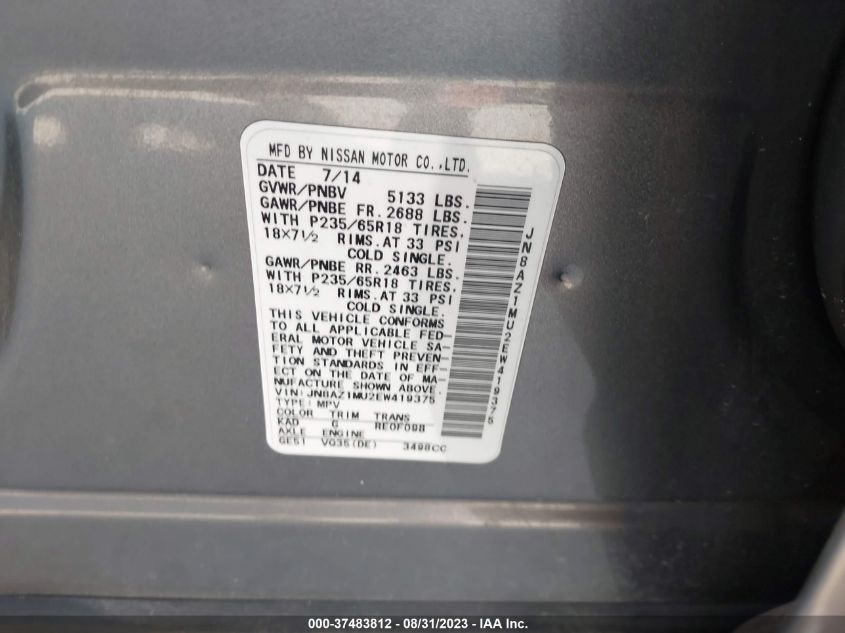 MFD BY NISSAN MOTOR CO.,LTD.
DATE 7/14
GVWR/PNBV 5133 LBS.
GAWR/PNBE FR. 2688 LBS.
WITH P235/65R18 TIRES.
18X7½ RIMS. AT 33 PSI
COLD SINGLE.
GAWR/PNBE RR. 2463 LBS.
WITH P235/65R18 TIRES.
18X7½ RIMS. AT 33 PSI
COLD SINGLE.
THIS VEHICLE CONFORMS
TO ALL APPLICABLE FED-
ERAL MOTOR VEHICLE SA-
FETY AND THEFT PREVEN-
TION STANDARDS IN EFF-
ECT ON THE DATE OF MA-
NUFACTURE SHOWN ABOVE.
VIN:JN8AZ1MU2EW419375
TYPE:MPV
COLOR TRIM TRANS
KAD G RE0F09B
AXLE ENGINE
GE51 VQ35(DE) 3498CC
JN8AZ1MU2EW419375
000-37483812 - 08/31/2023 - IAA Inc.